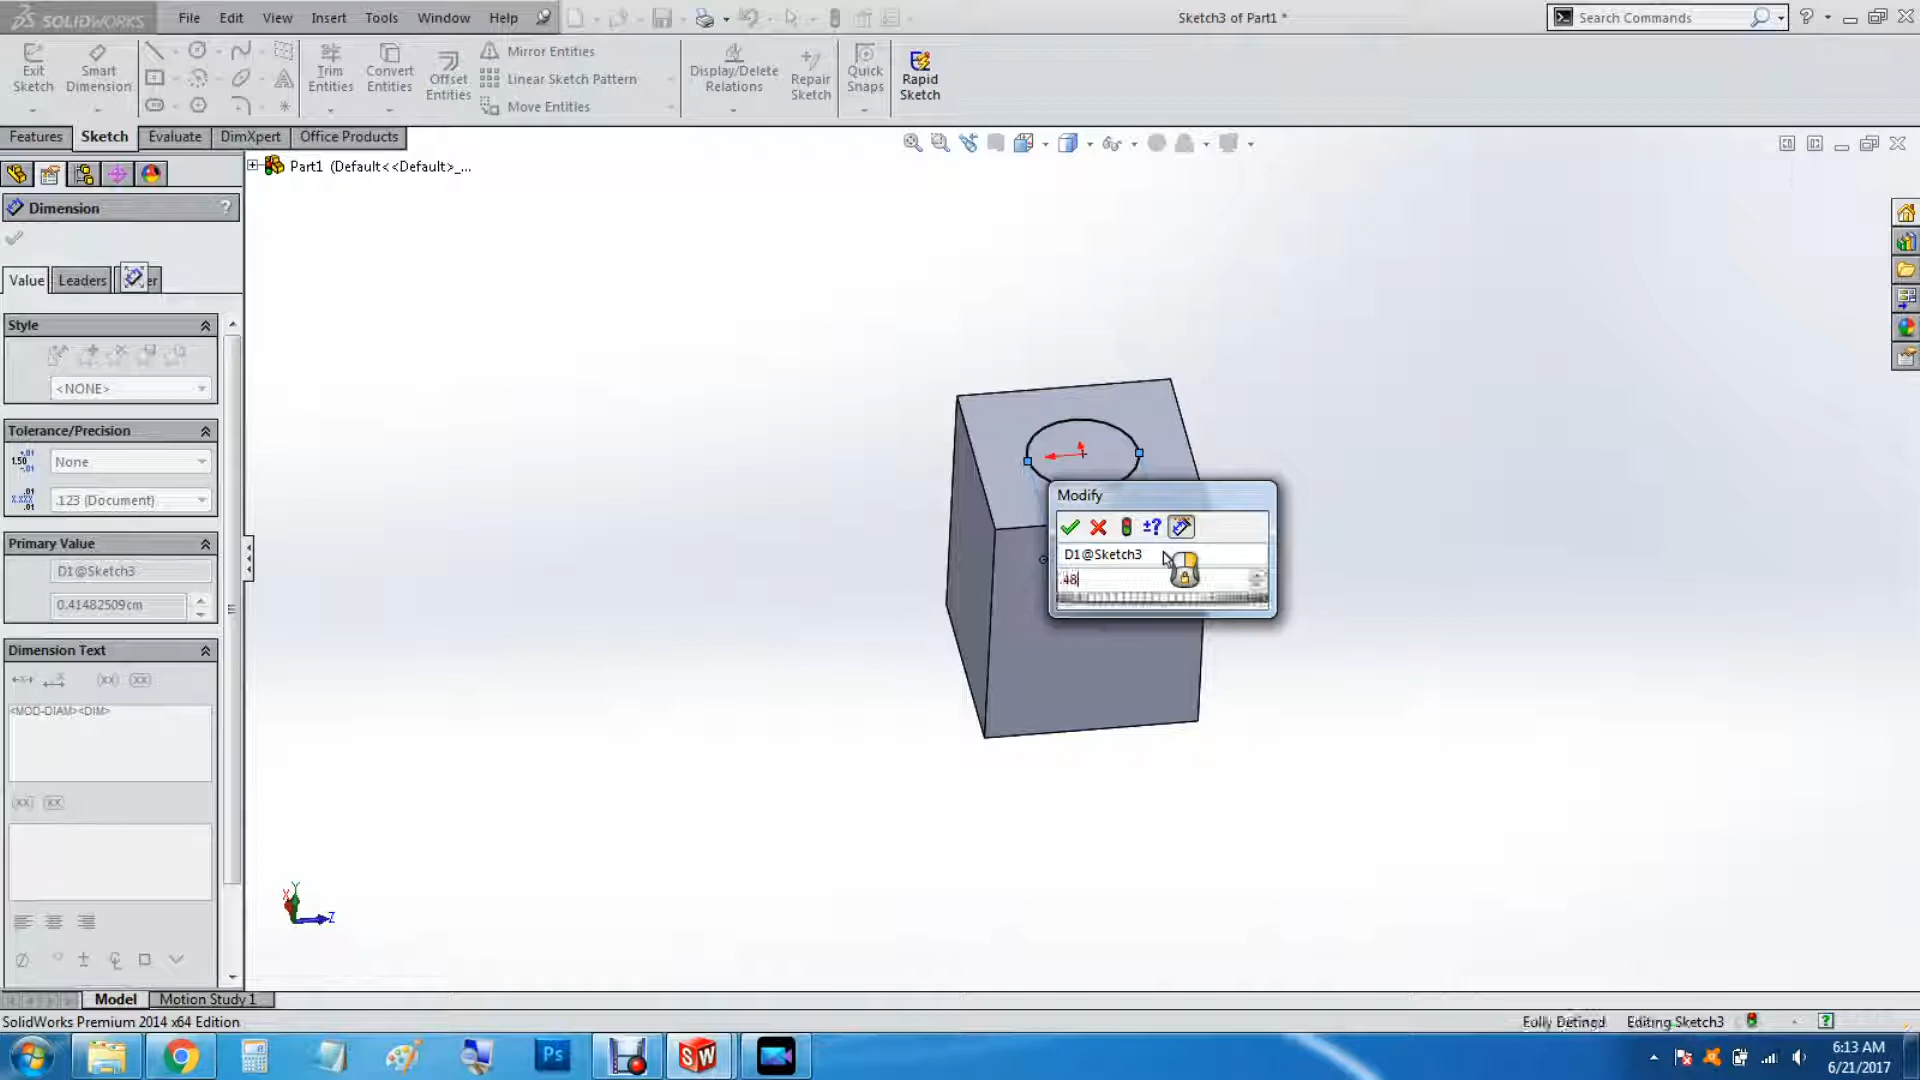 SOLIDWORKS
File Edit View Insert Tools Window Help
Sketch3 of Part1 *
Search Commands
Exit Sketch
Smart Dimension
Trim Entities
Convert Entities
Offset Entities
Mirror Entities
Linear Sketch Pattern
Move Entities
Display/Delete Relations
Repair Sketch
Quick Snaps
Rapid Sketch
Features Sketch Evaluate DimXpert Office Products
Part1 (Default<<Default>_...
Dimension
Value Leaders
Style
<NONE>
Tolerance/Precision
None
.123 (Document)
Primary Value
D1@Sketch3
0.41482509cm
Dimension Text
<MOD-DIAM><DIM>
Modify
D1@Sketch3
.48
Y
X
Z
Model Motion Study 1
SolidWorks Premium 2014 x64 Edition
Fully Defined Editing Sketch3
Ps
SW
6:13 AM
6/21/2017